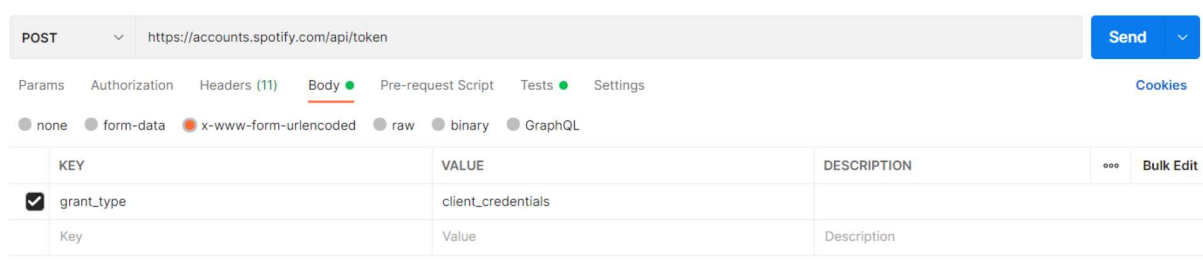 POST https://accounts.spotify.com/api/token Send
Params Authorization Headers (11) Body Pre-request Script Tests Settings Cookies
none form-data x-www-form-urlencoded raw binary GraphQL
KEY VALUE DESCRIPTION ooo Bulk Edit
grant_type client_credentials
Key Value Description